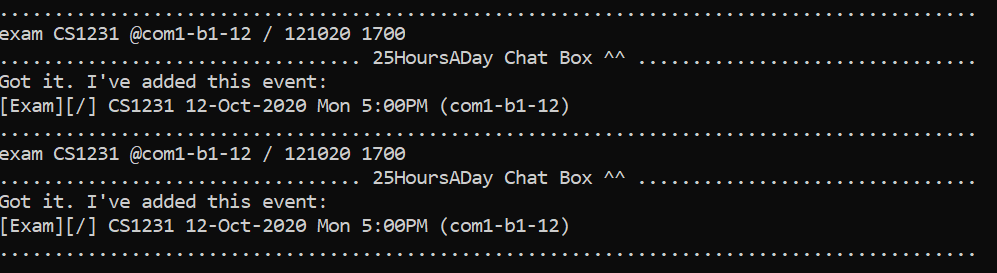 ................................................................................
exam CS1231 @com1-b1-12 / 121020 1700
.............................. 25HoursADay Chat Box ^^ ............................
Got it. I've added this event:
[Exam][/] CS1231 12-Oct-2020 Mon 5:00PM (com1-b1-12)
................................................................................
exam CS1231 @com1-b1-12 / 121020 1700
.............................. 25HoursADay Chat Box ^^ ............................
Got it. I've added this event:
[Exam][/] CS1231 12-Oct-2020 Mon 5:00PM (com1-b1-12)
................................................................................